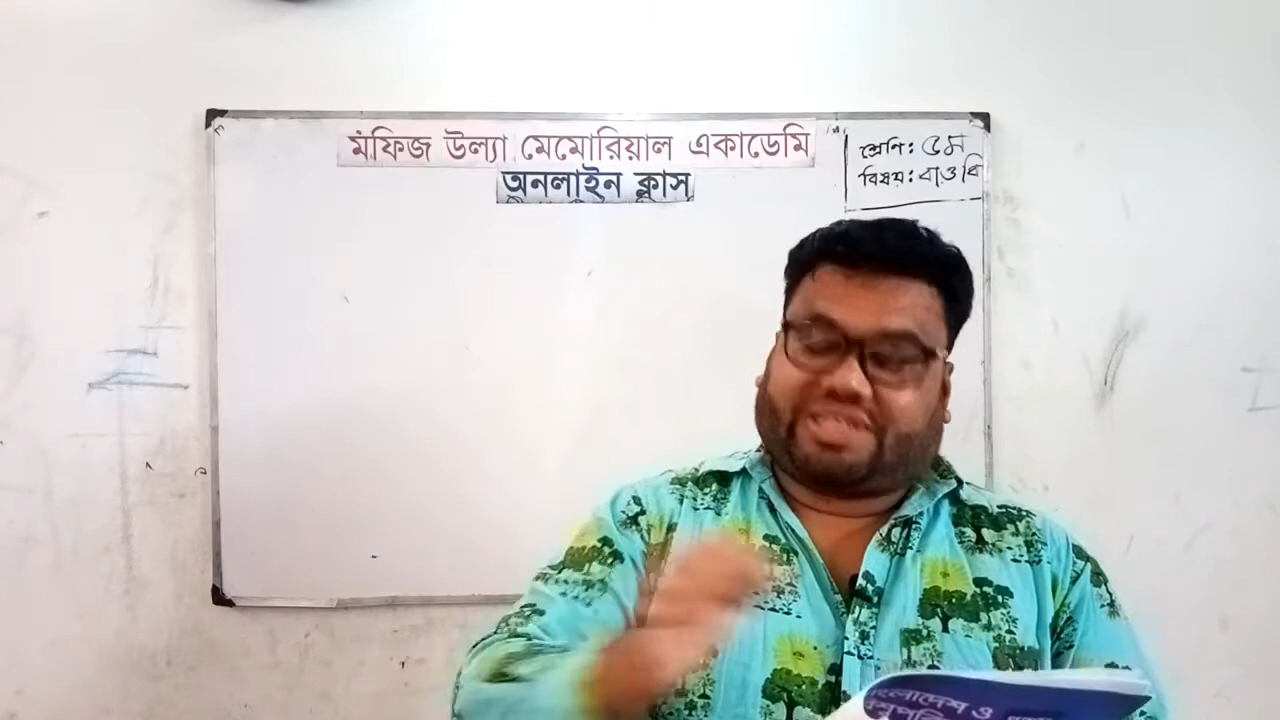 মফিজ উল্যা মেমোরিয়াল একাডেমি
অনলাইন ক্লাস
শ্রেণি: ৫ম
বিষয়: বাওবি
বাংলাদেশ ও